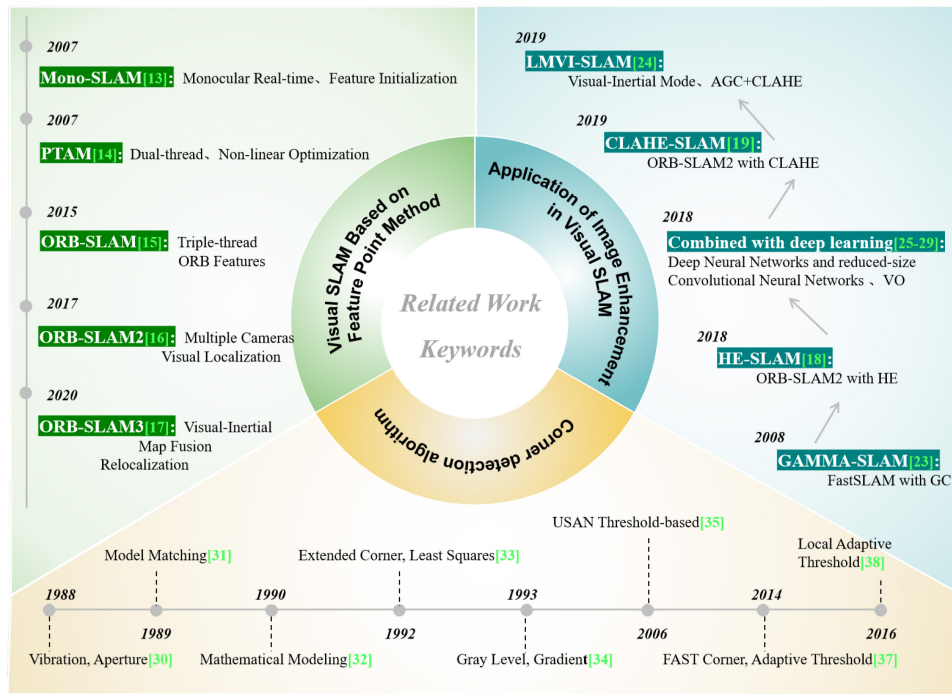 2007
Mono-SLAM[13]: Monocular Real-time、Feature Initialization
2007
PTAM[14]: Dual-thread、Non-linear Optimization
2015
ORB-SLAM[15]: Triple-thread
ORB Features
2017
ORB-SLAM2[16]: Multiple Cameras
Visual Localization
2020
ORB-SLAM3[17]: Visual-Inertial
Map Fusion
Relocalization
Visual SLAM Based on
Feature Point Method
Application of Image Enhancement
in Visual SLAM
Corner detection algorithm
Related Work
Keywords
2019
LMVI-SLAM[24]:
Visual-Inertial Mode、AGC+CLAHE
2019
CLAHE-SLAM[19]:
ORB-SLAM2 with CLAHE
2018
Combined with deep learning[25-29]:
Deep Neural Networks and reduced-size
Convolutional Neural Networks 、VO
2018
HE-SLAM[18]:
ORB-SLAM2 with HE
2008
GAMMA-SLAM[23]:
FastSLAM with GC
USAN Threshold-based[35]
Model Matching[31]
Extended Corner, Least Squares[33]
Local Adaptive
Threshold[38]
1988
1990
1993
2014
1989
1992
2006
2016
Vibration, Aperture[30]
Mathematical Modeling[32]
Gray Level, Gradient[34]
FAST Corner, Adaptive Threshold[37]